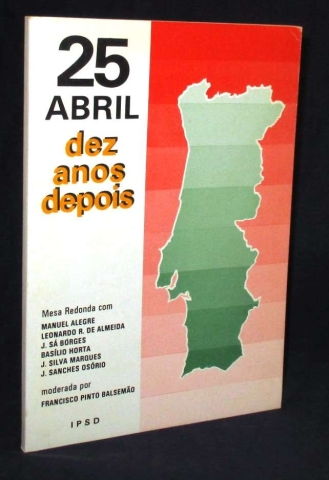 25
ABRIL
dez
anos
depois
Mesa Redonda com
MANUEL ALEGRE
LEONARDO R. DE ALMEIDA
J. SÁ BORGES
BASÍLIO HORTA
J. SILVA MARQUES
J. SANCHES OSÓRIO
moderada por
FRANCISCO PINTO BALSEMÃO
IPSD